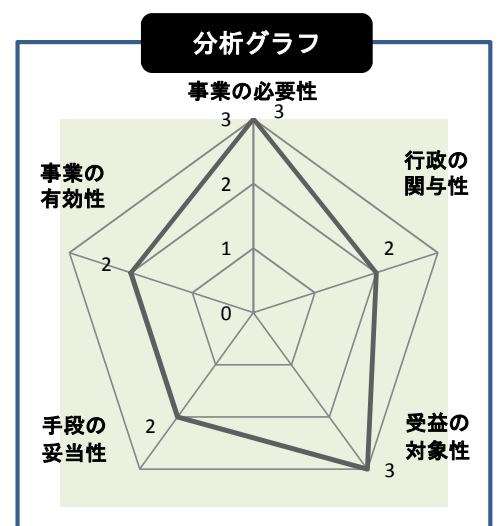 分析グラフ
事業の必要性
3
3
行政の
関与性
2
事業の
有効性
2
2
1
0
手段の
妥当性
2
受益の
対象性
3